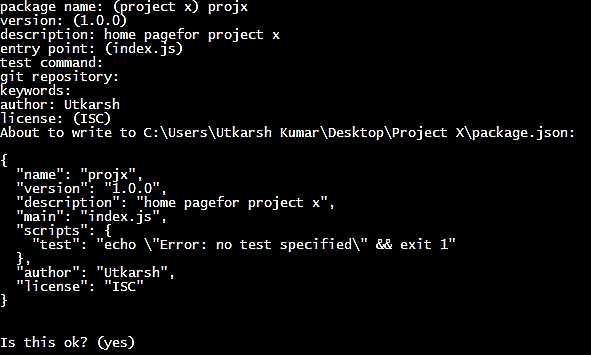 package name: (project x) projx
version: (1.0.0)
description: home pagefor project x
entry point: (index.js)
test command:
git repository:
keywords:
author: Utkarsh
license: (ISC)
About to write to C:\Users\Utkarsh Kumar\Desktop\Project X\package.json:

{
  "name": "projx",
  "version": "1.0.0",
  "description": "home pagefor project x",
  "main": "index.js",
  "scripts": {
    "test": "echo \"Error: no test specified\" && exit 1"
  },
  "author": "Utkarsh",
  "license": "ISC"
}

Is this ok? (yes)